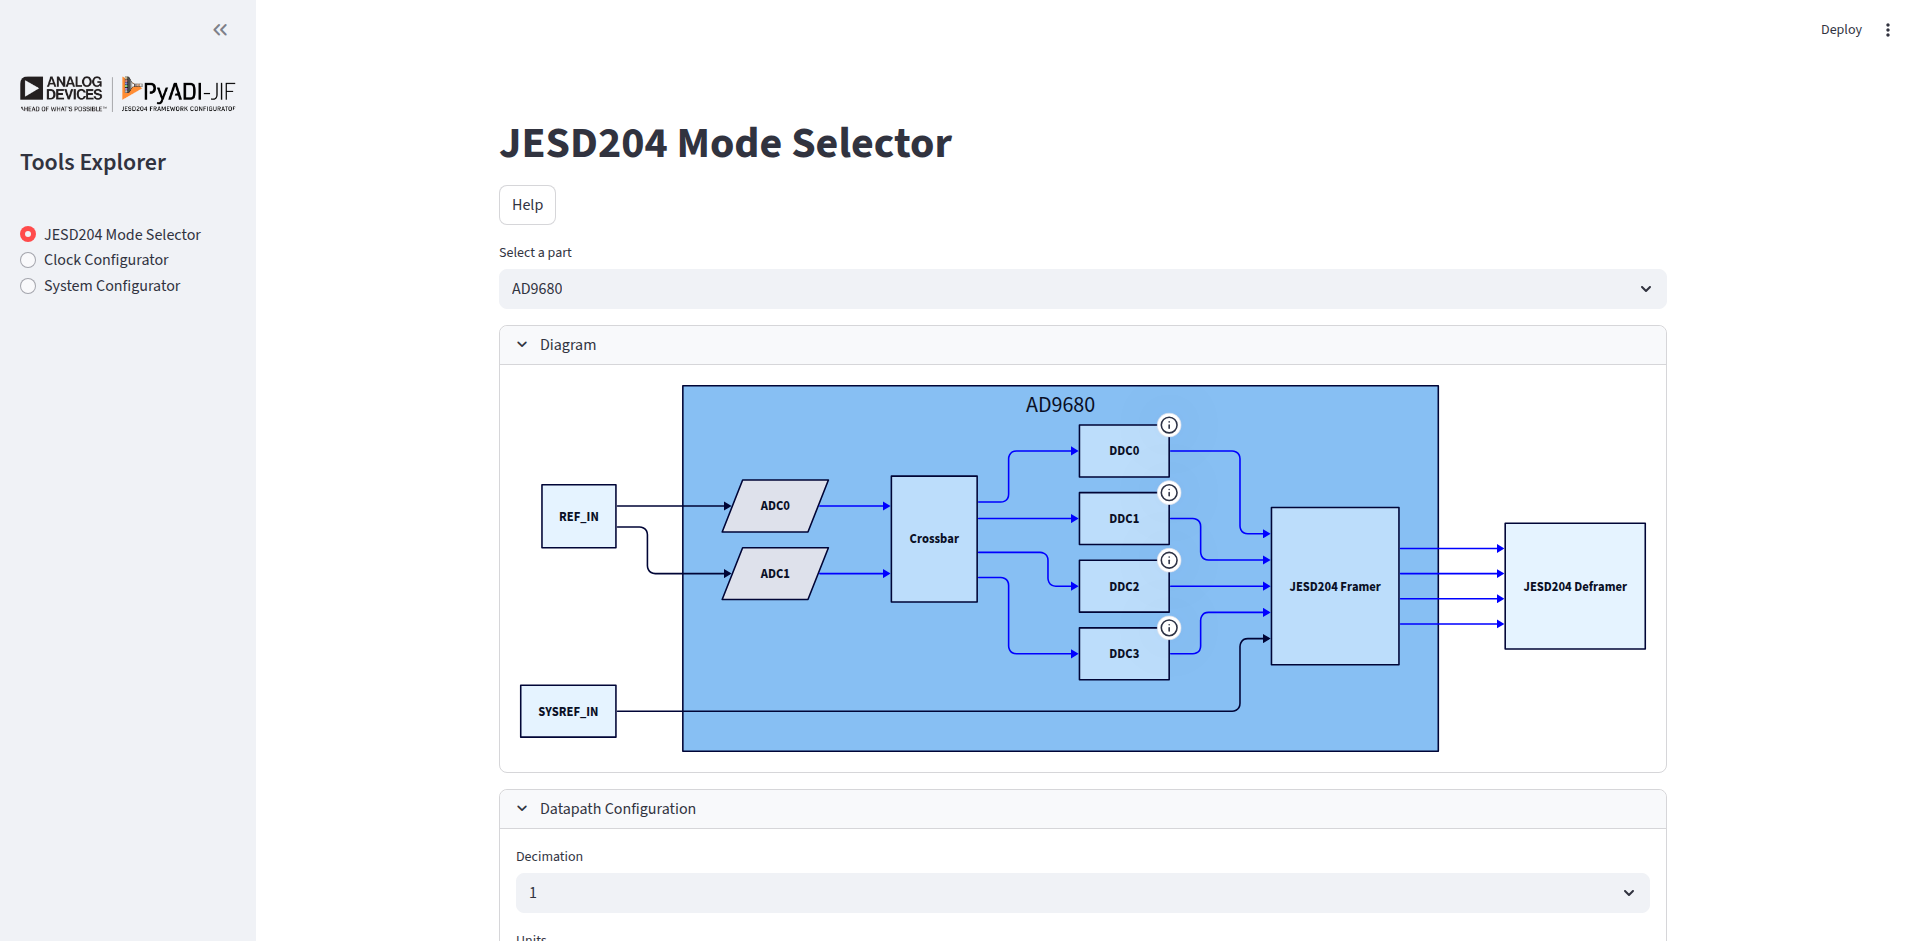 Deploy
ANALOG
DEVICES
AHEAD OF WHAT'S POSSIBLE™
PyADI-JIF
JESD204 FRAMEWORK CONFIGURATOR
Tools Explorer
JESD204 Mode Selector
Clock Configurator
System Configurator
JESD204 Mode Selector
Help
Select a part
AD9680
Diagram
AD9680
REF_IN
ADC0
ADC1
Crossbar
DDC0
DDC1
DDC2
DDC3
JESD204 Framer
JESD204 Deframer
SYSREF_IN
Datapath Configuration
Decimation
1
Units